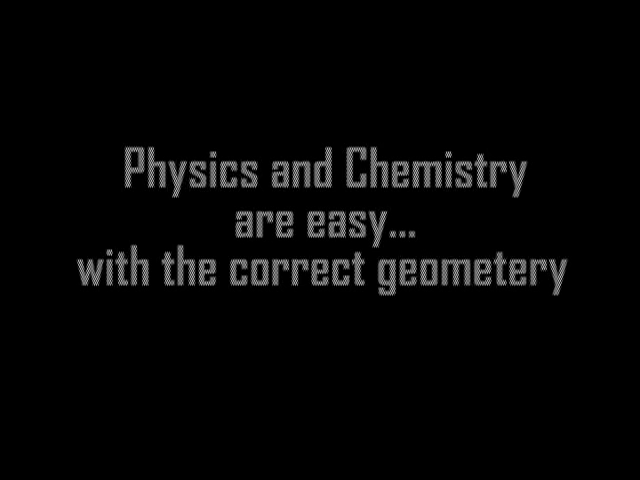 Physics and Chemistry
are easy...
with the correct geometery